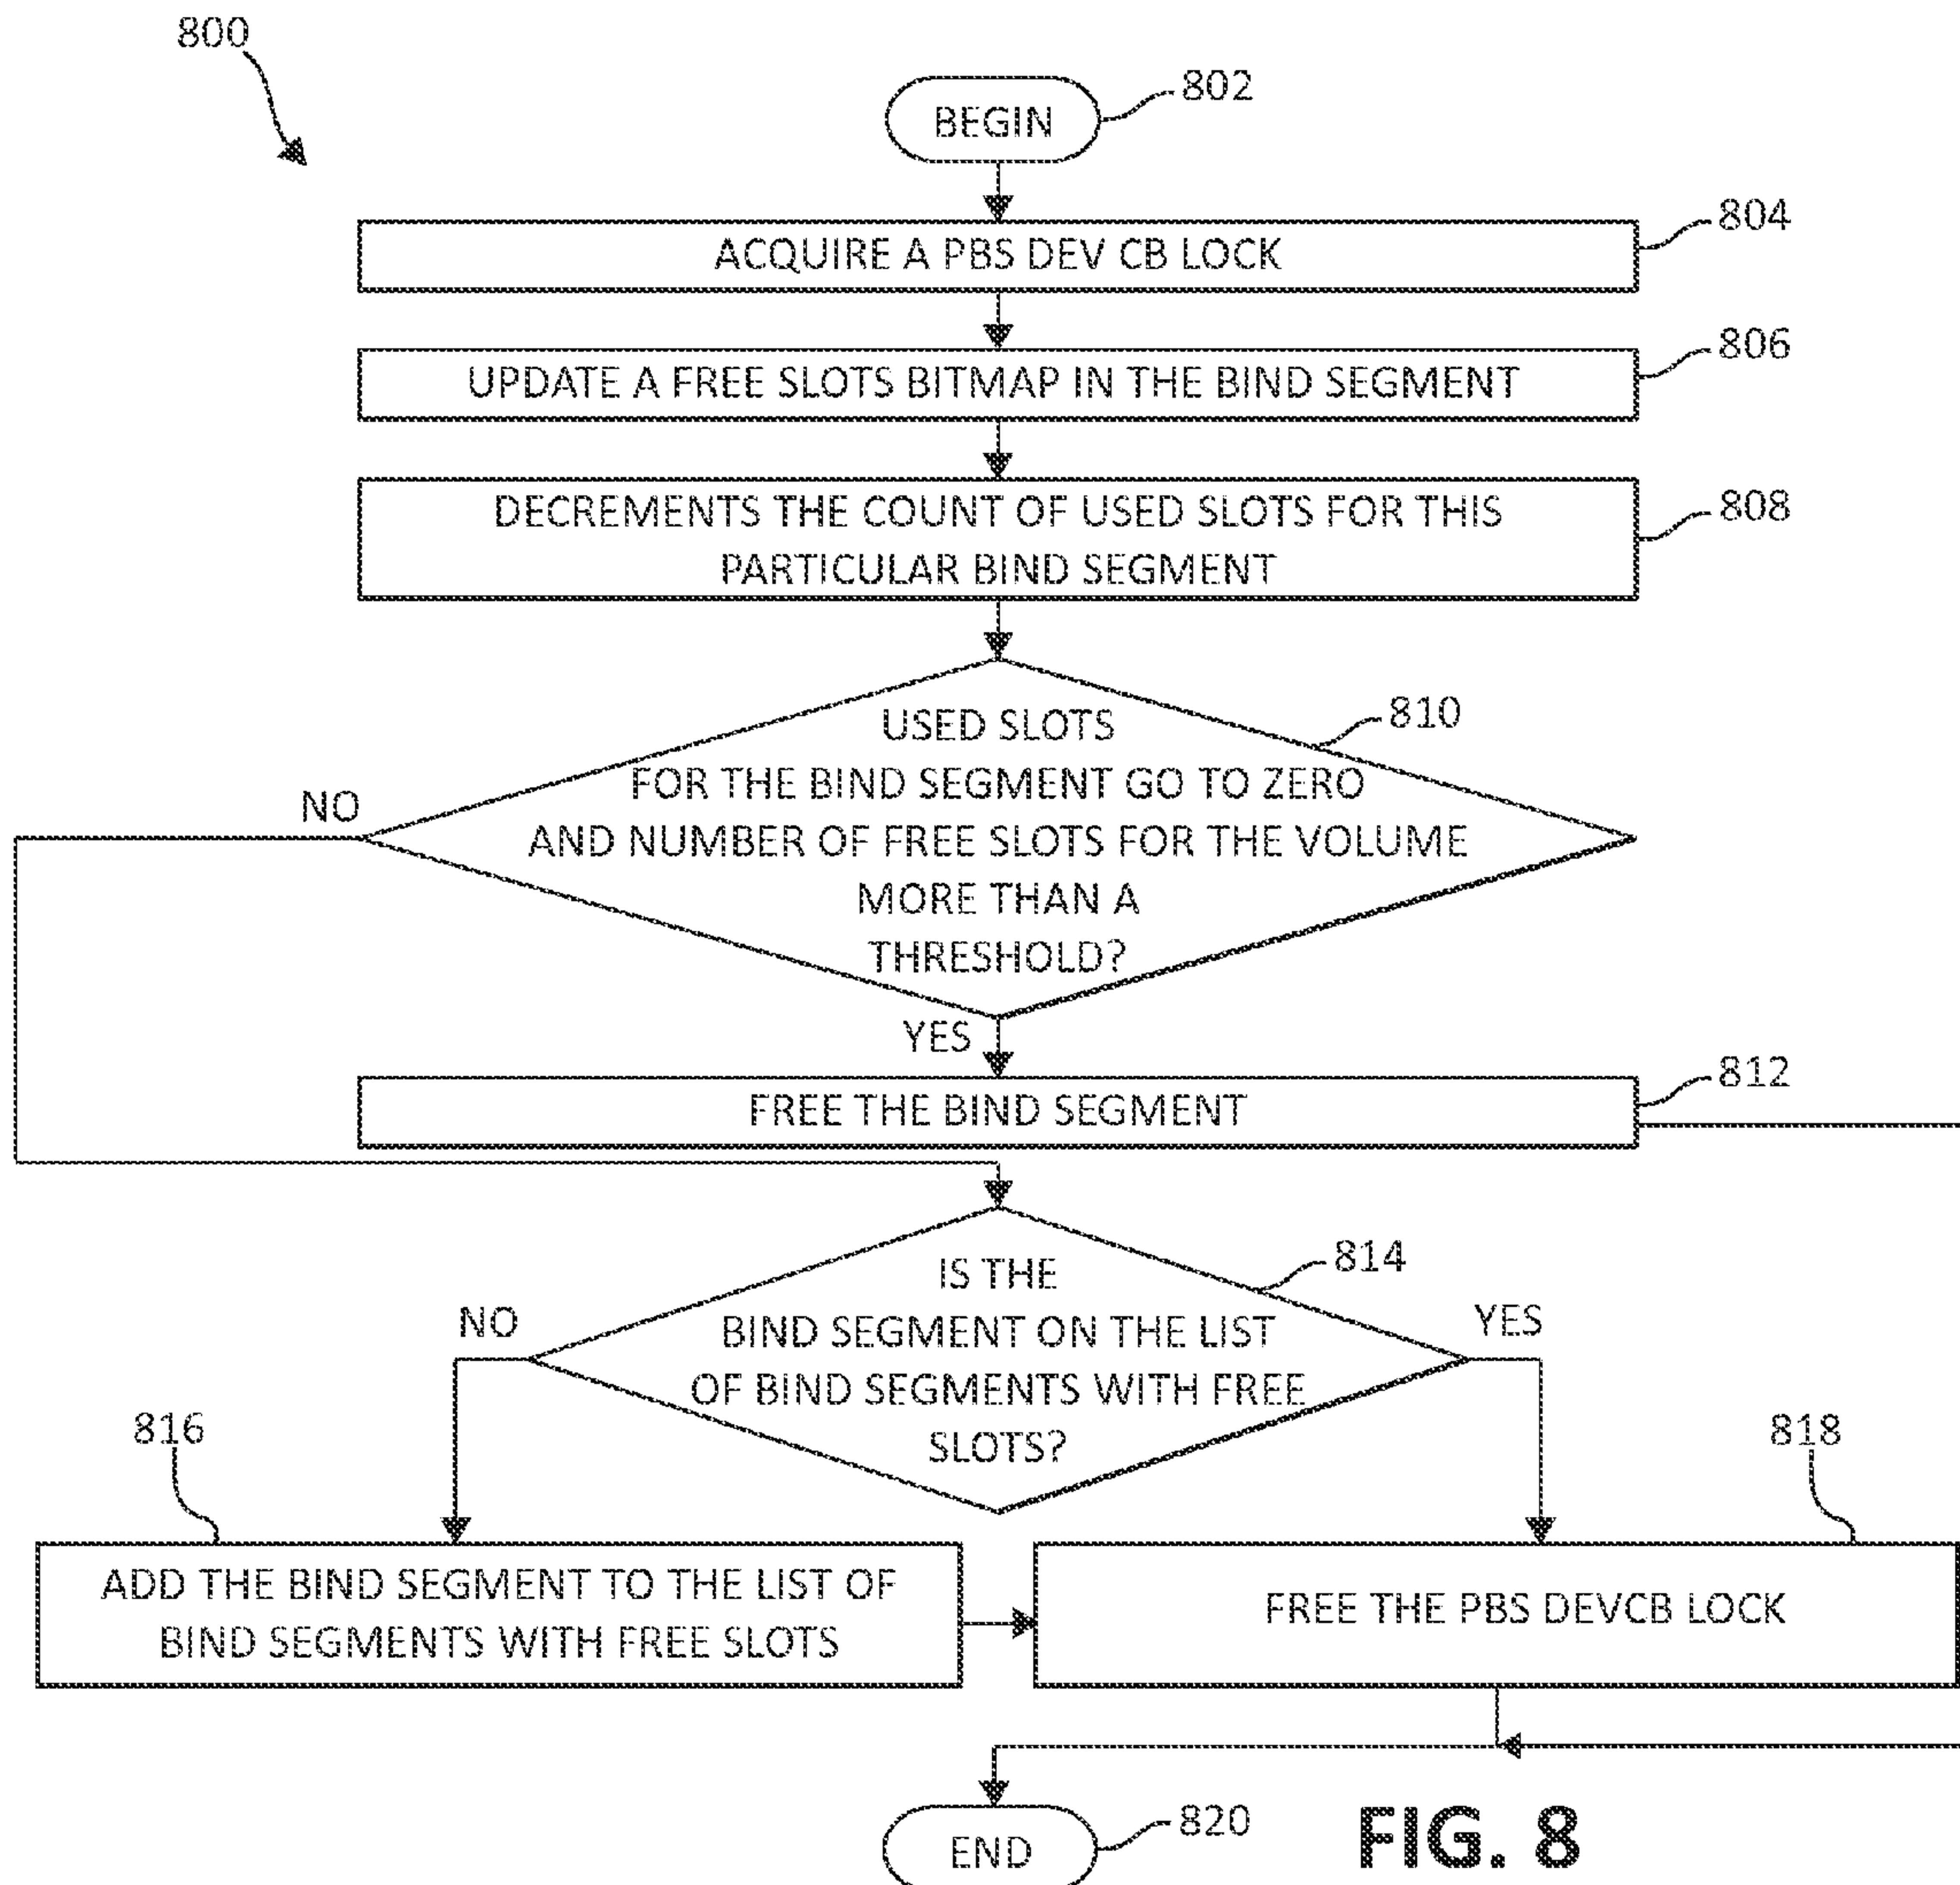 800
BEGIN
802
ACQUIRE A PBS DEV CB LOCK
804
UPDATE A FREE SLOTS BITMAP IN THE BIND SEGMENT
806
DECREMENTS THE COUNT OF USED SLOTS FOR THIS
PARTICULAR BIND SEGMENT
808
USED SLOTS
FOR THE BIND SEGMENT GO TO ZERO
AND NUMBER OF FREE SLOTS FOR THE VOLUME
MORE THAN A
THRESHOLD?
810
NO
YES
FREE THE BIND SEGMENT
812
IS THE
BIND SEGMENT ON THE LIST
OF BIND SEGMENTS WITH FREE
SLOTS?
814
NO
YES
816
818
ADD THE BIND SEGMENT TO THE LIST OF
BIND SEGMENTS WITH FREE SLOTS
FREE THE PBS DEVCB LOCK
END
820
FIG. 8